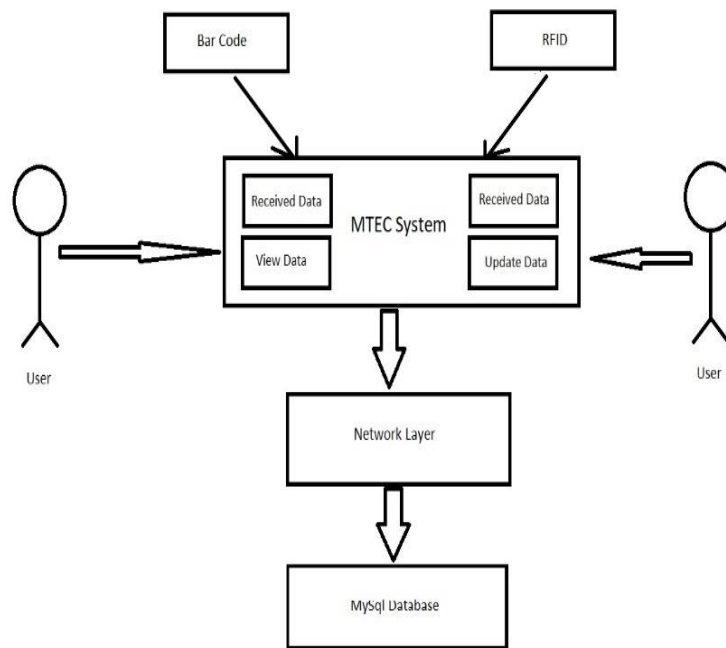 Bar Code
RFID
Received Data
Received Data
MTEC System
View Data
Update Data
User
User
Network Layer
MySql Database